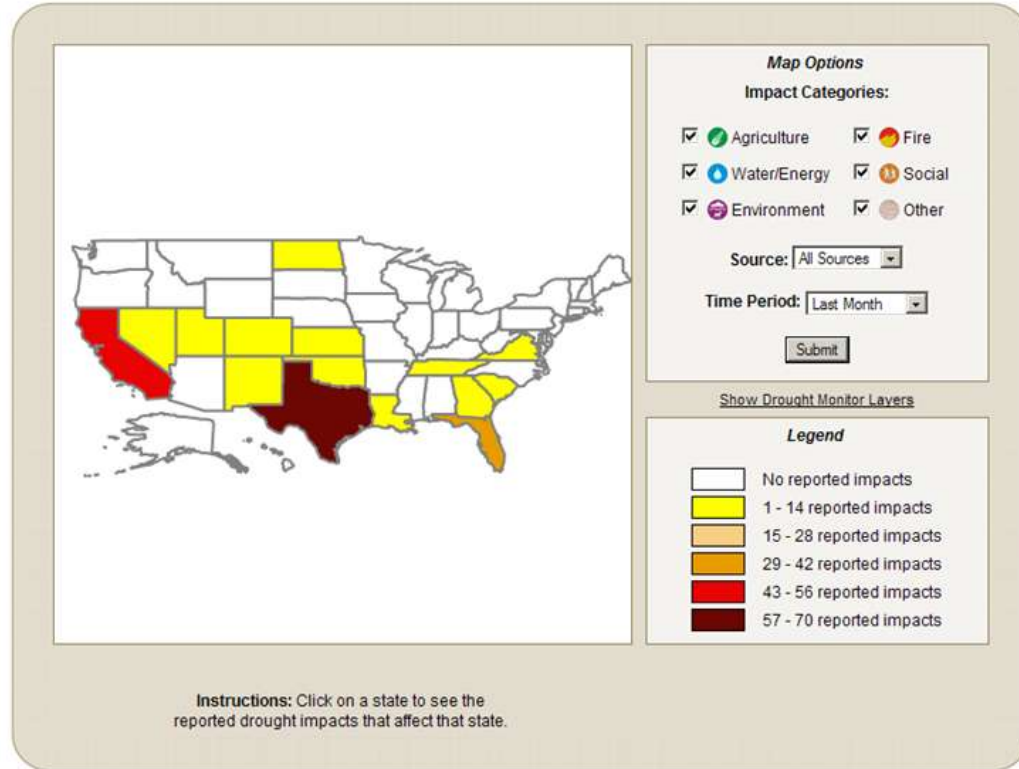 Map Options
Impact Categories:
Agriculture Fire
Water/Energy Social
Environment Other
Source: All Sources
Time Period: Last Month
Submit
Show Drought Monitor Layers
Legend
No reported impacts
1 - 14 reported impacts
15 - 28 reported impacts
29 - 42 reported impacts
43 - 56 reported impacts
57 - 70 reported impacts
Instructions: Click on a state to see the
reported drought impacts that affect that state.